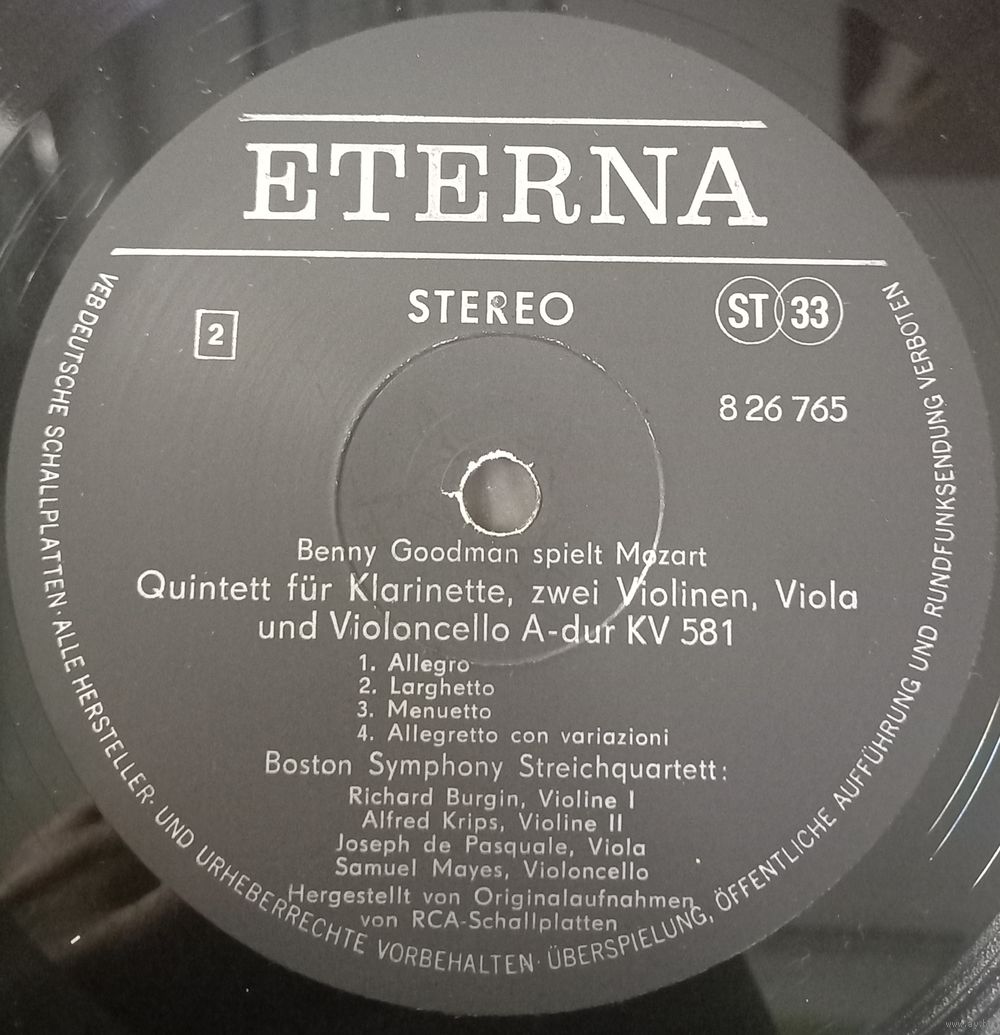 ETERNA
STEREO
ST 33
2
8 26 765
Benny Goodman spielt Mozart
Quintett für Klarinette, zwei Violinen, Viola
und Violoncello A-dur KV 581
1. Allegro
2. Larghetto
3. Menuetto
4. Allegretto con variazioni
Boston Symphony Streichquartett:
Richard Burgin, Violine I
Alfred Krips, Violine II
Joseph de Pasquale, Viola
Samuel Mayes, Violoncello
Hergestellt von Originalaufnahmen
von RCA-Schallplatten
VEB DEUTSCHE SCHALLPLATTEN · ALLE HERSTELLER- UND URHEBERRECHTE VORBEHALTEN · ÜBERSPIELUNG, ÖFFENTLICHE AUFFÜHRUNG UND RUNDFUNKSENDUNG VERBOTEN